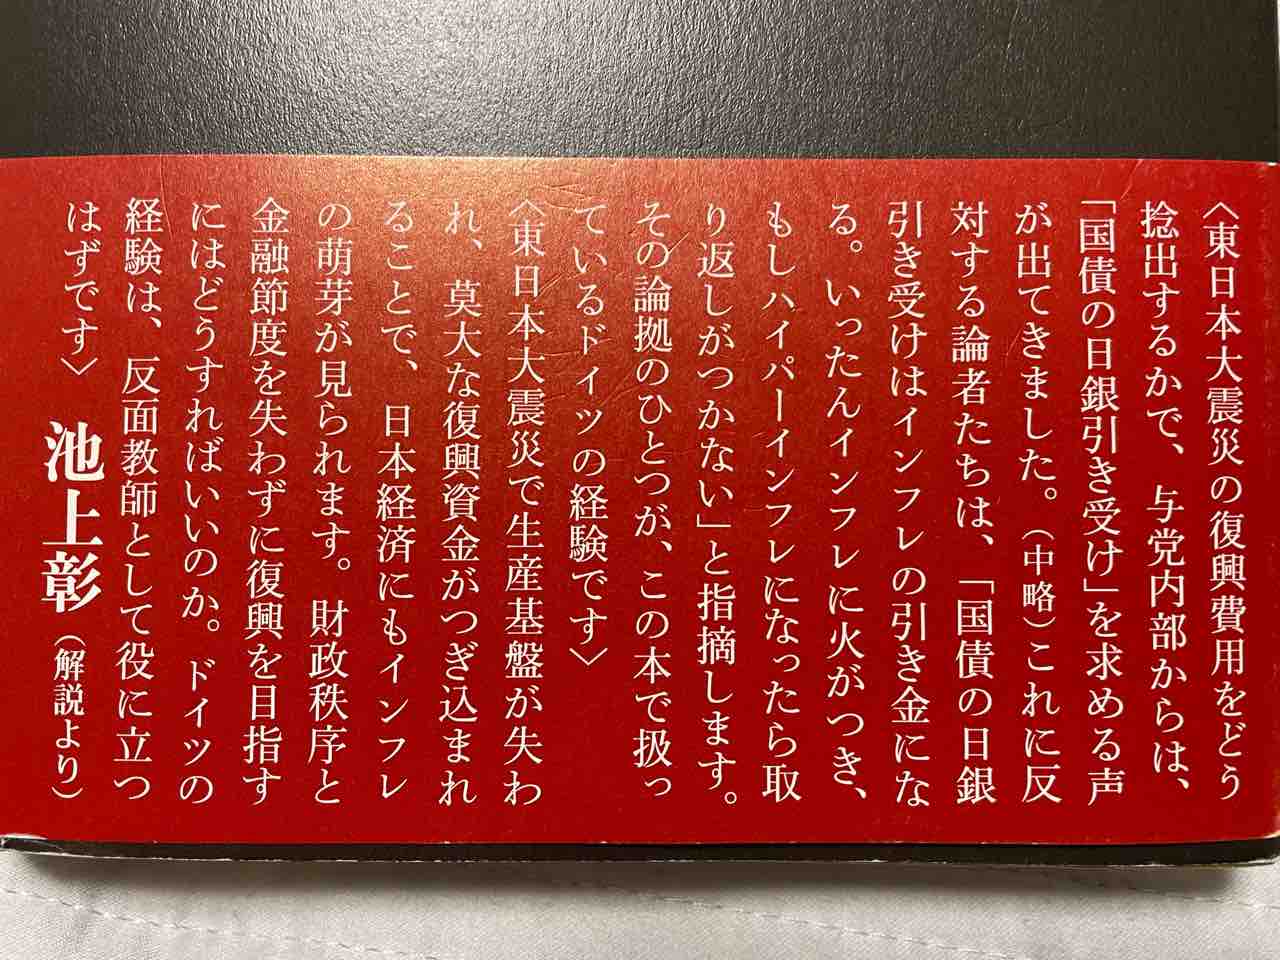 〈東日本大震災の復興費用をどう
捻出するかで、与党内部からは、
「国債の日銀引き受け」を求める声
が出てきました。（中略）これに反
対する論者たちは、「国債の日銀
引き受けはインフレの引き金にな
る。いったんインフレに火がつき、
もしハイパーインフレになったら取
り返しがつかない」と指摘します。
その論拠のひとつが、この本で扱っ
ているドイツの経験です〉
〈東日本大震災で生産基盤が失わ
れ、莫大な復興資金がつぎ込まれ
ることで、日本経済にもインフレ
の萌芽が見られます。財政秩序と
金融節度を失わずに復興を目指す
にはどうすればいいのか。ドイツの
経験は、反面教師として役に立つ
はずです〉 池上彰（解説より）